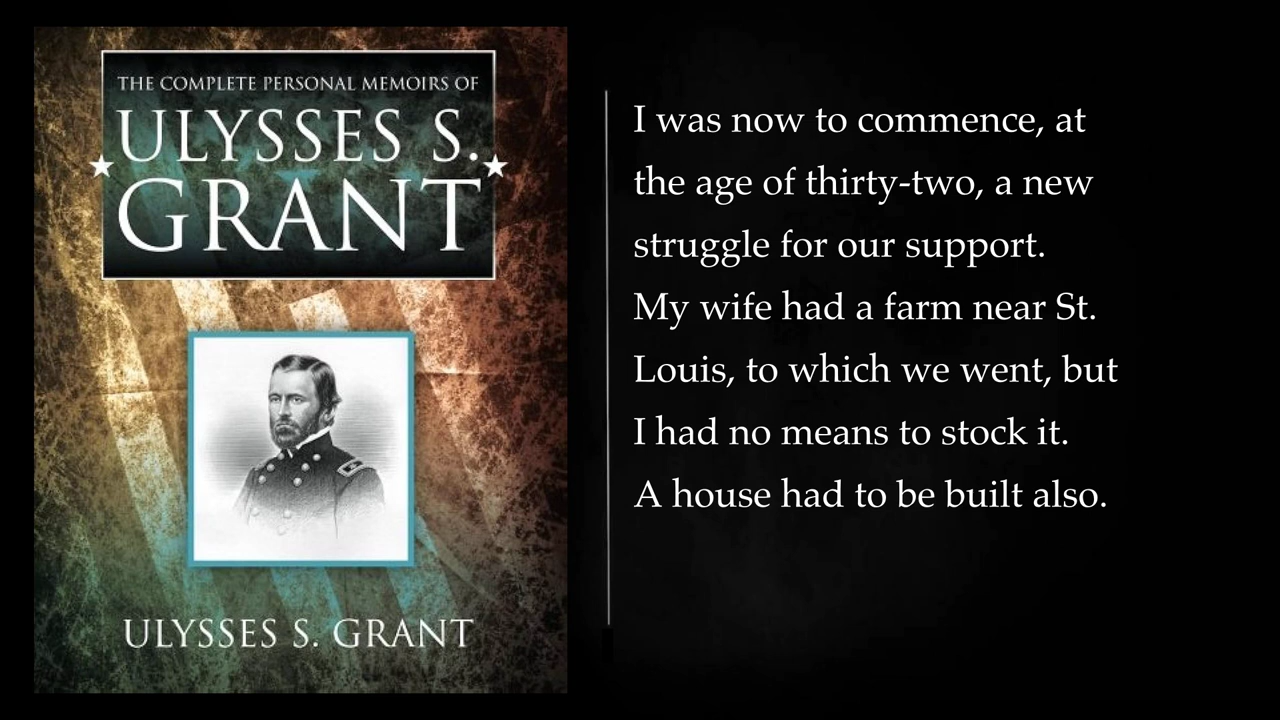 THE COMPLETE PERSONAL MEMOIRS OF
ULYSSES S.
GRANT
ULYSSES S. GRANT
I was now to commence, at
the age of thirty-two, a new
struggle for our support.
My wife had a farm near St.
Louis, to which we went, but
I had no means to stock it.
A house had to be built also.